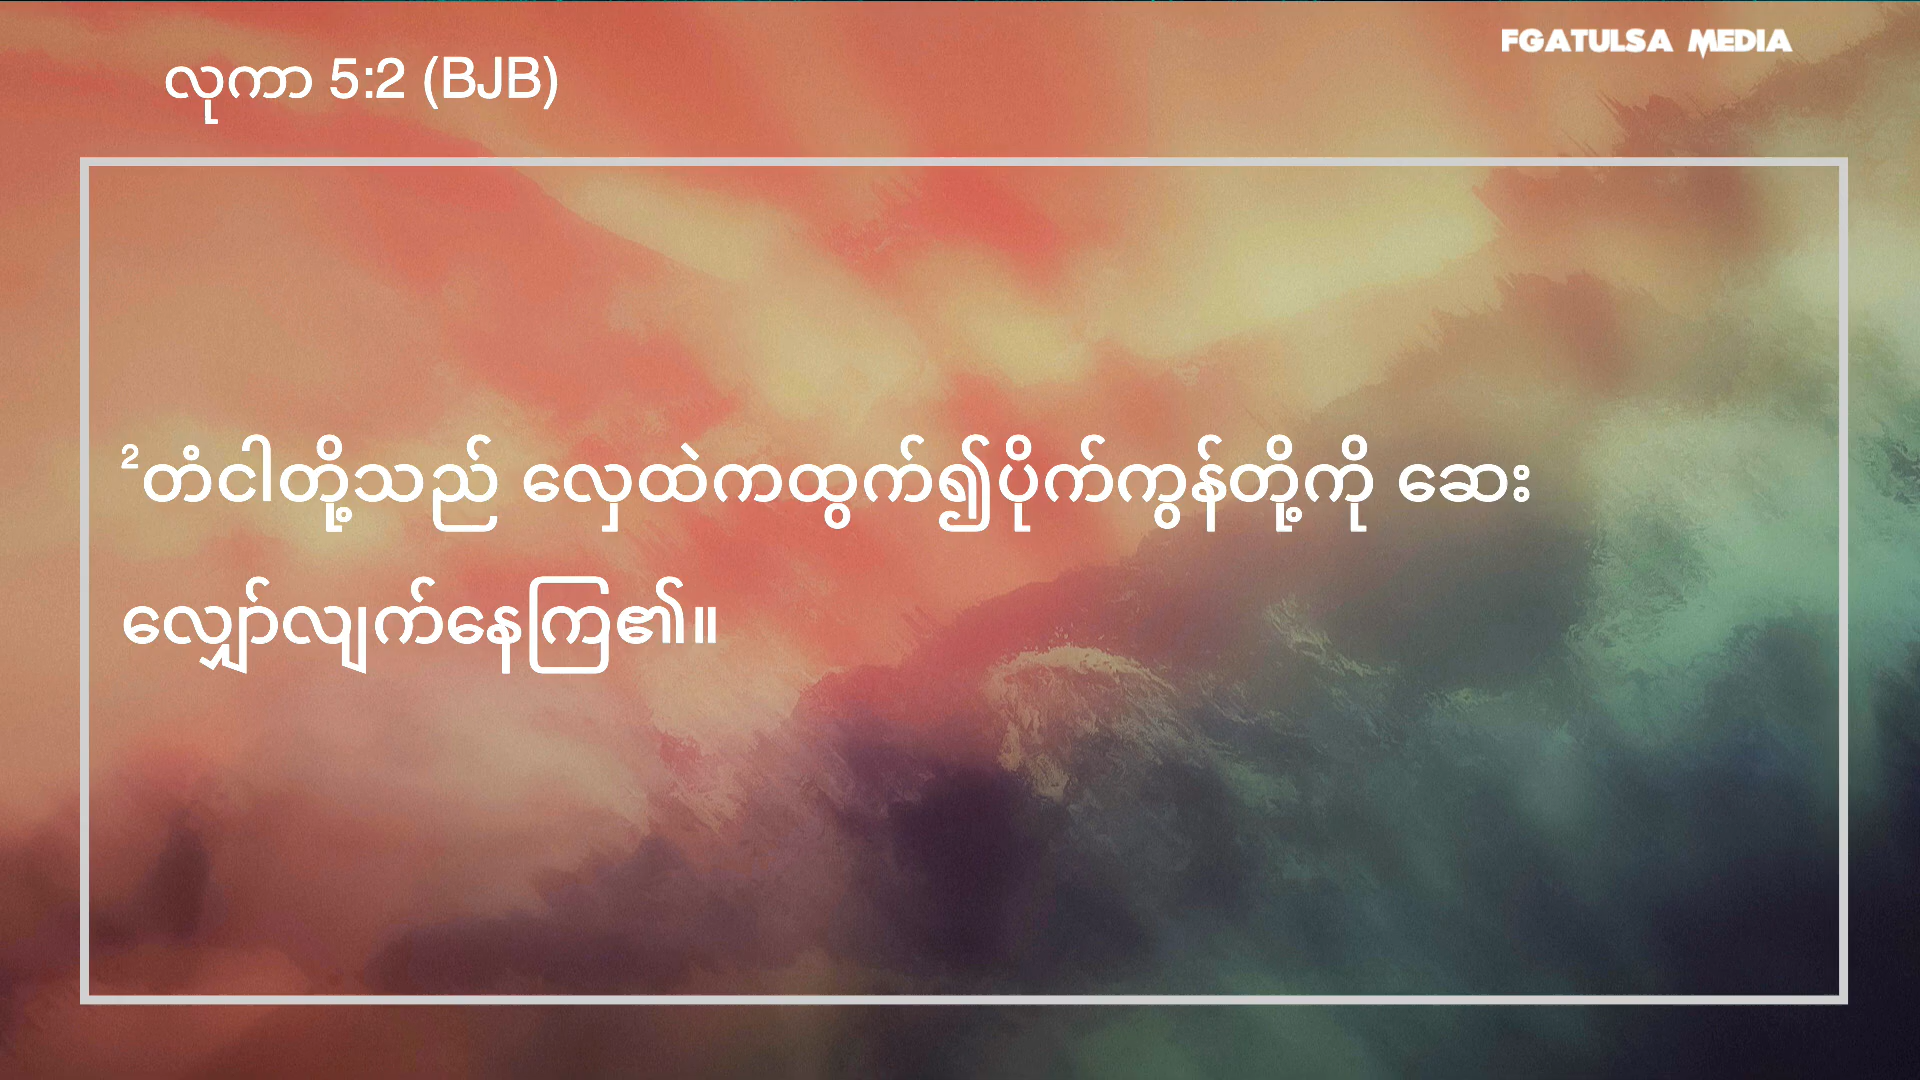 FGATULSA MEDIA
လုကာ 5:2 (BJB)
²တံငါတို့သည် လှေထဲကထွက်၍ပိုက်ကွန်တို့ကို ဆေး
လျှော်လျက်နေကြ၏။